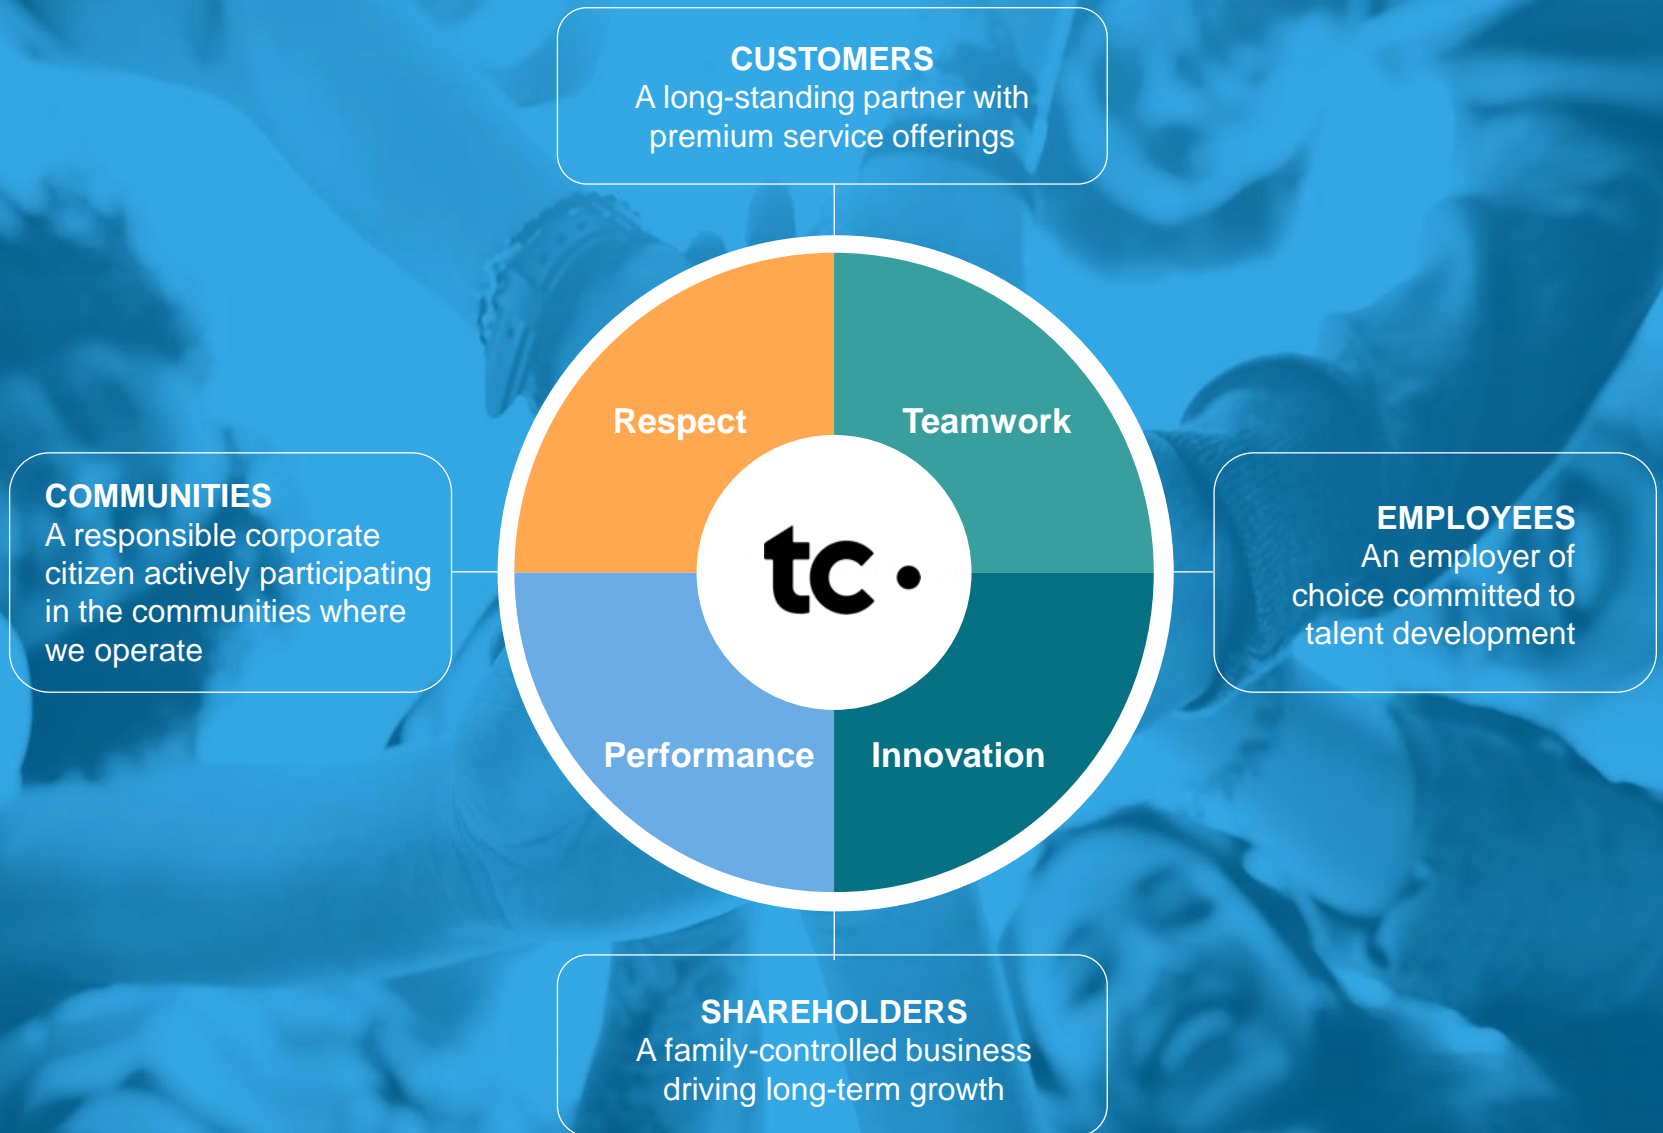 CUSTOMERS
A long-standing partner with
premium service offerings
Respect
Teamwork
COMMUNITIES
A responsible corporate
citizen actively participating
in the communities where
we operate
tc.
EMPLOYEES
An employer of
choice committed to
talent development
Performance
Innovation
SHAREHOLDERS
A family-controlled business
driving long-term growth